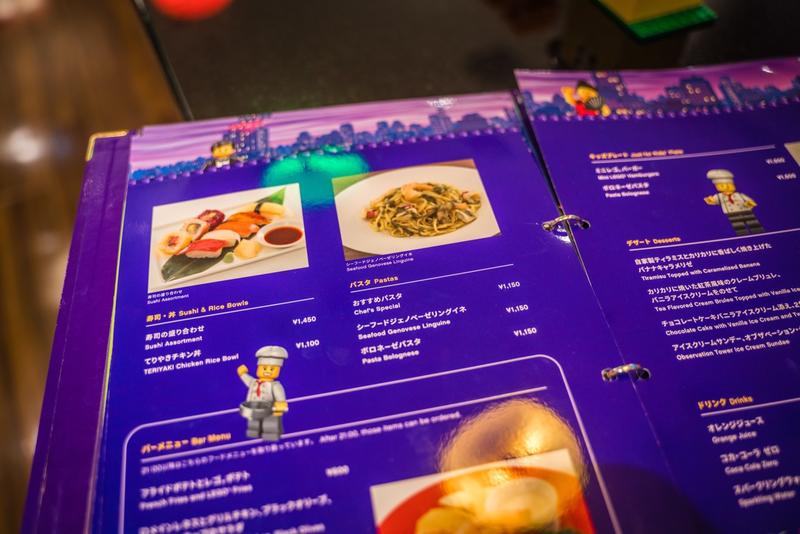 寿司の盛り合わせ
Sushi Assortment
シーフードジェノベーゼリングイネ
Seafood Genovese Linguine
寿司・丼 Sushi & Rice Bowls
寿司の盛り合わせ ¥1,450
Sushi Assortment
てりやきチキン丼 ¥1,100
TERIYAKI Chicken Rice Bowl
パスタ Pastas
おすすめパスタ ¥1,150
Chef's Special
シーフードジェノベーゼリングイネ ¥1,150
Seafood Genovese Linguine
ボロネーゼパスタ ¥1,150
Pasta Bolognese
バーメニュー Bar Menu
21:00以降はこちらのフードメニューを取り扱っています。 After 21:00, those items can be ordered.
フライドポテトとレゴ®ポテト
French Fries and LEGO® Fries
キッズプレート Just for Kids' Plate
ミニレゴ®バーガー
Mini LEGO® Hamburgers
ボロネーゼパスタ
Pasta Bolognese
デザート Desserts
自家製ティラミスとカリカリに香ばしく焼き上げた
バナナキャラメリゼ
Tiramisu Topped with Caramelised Banana
カリカリに焼いた紅茶風味のクレームブリュレ、
バニラアイスクリームをのせて
Tea Flavored Cream Brulee Topped with Vanilla Ice
チョコレートケーキバニラアイスクリーム添え
Chocolate Cake with Vanilla Ice Cream and
アイスクリームサンデー、オブザベーション
Observation Tower Ice Cream Sundae
ドリンク Drinks
オレンジジュース
Orange Juice
コカ・コーラ ゼロ
Coca Cola Zero
スパークリングウォ
Sparkling Water